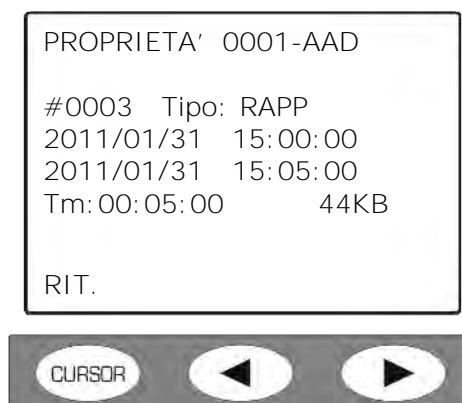 PROPRIETA' 0001-AAD
#0003 Tipo: RAPP
2011/01/31 15:00:00
2011/01/31 15:05:00
Tm:00:05:00 44KB
RIT.
CURSOR